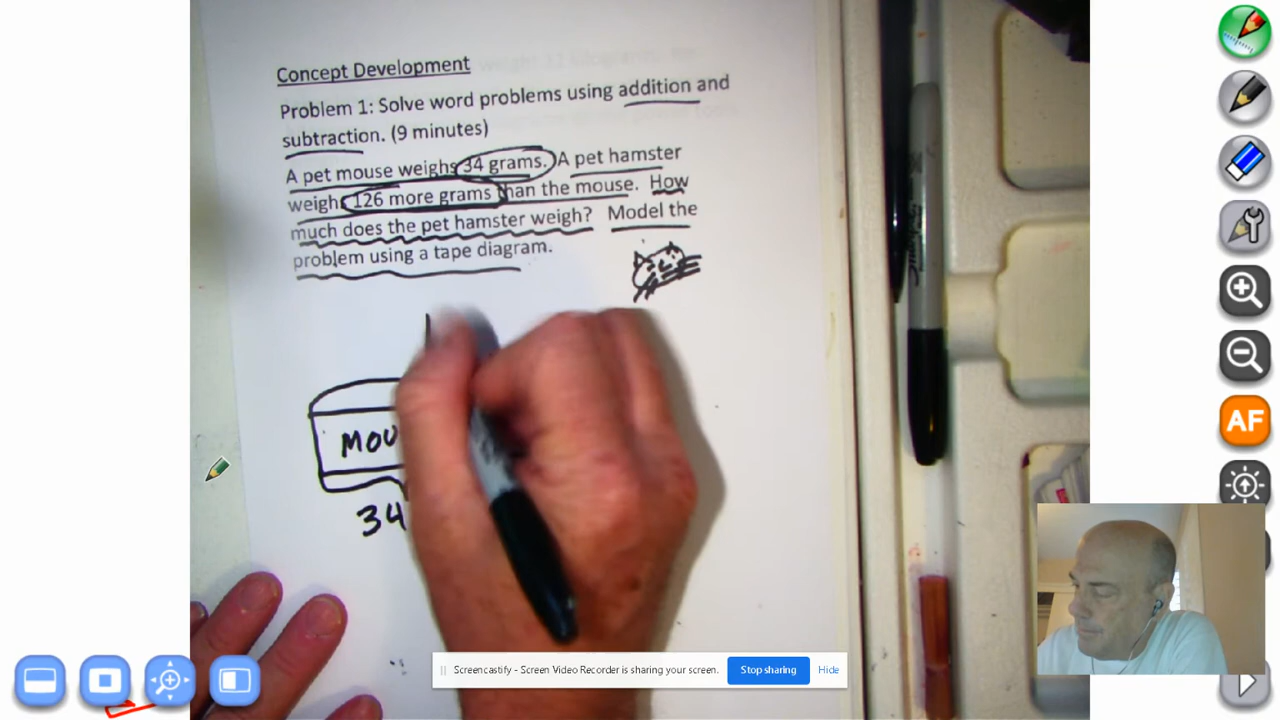 Concept Development
Problem 1: Solve word problems using addition and
subtraction. (9 minutes)
A pet mouse weighs 34 grams. A pet hamster
weigh 126 more grams than the mouse. How
much does the pet hamster weigh? Model the
problem using a tape diagram.
MOU
34
AF
Screencastify - Screen Video Recorder is sharing your screen.
Stop sharing
Hide